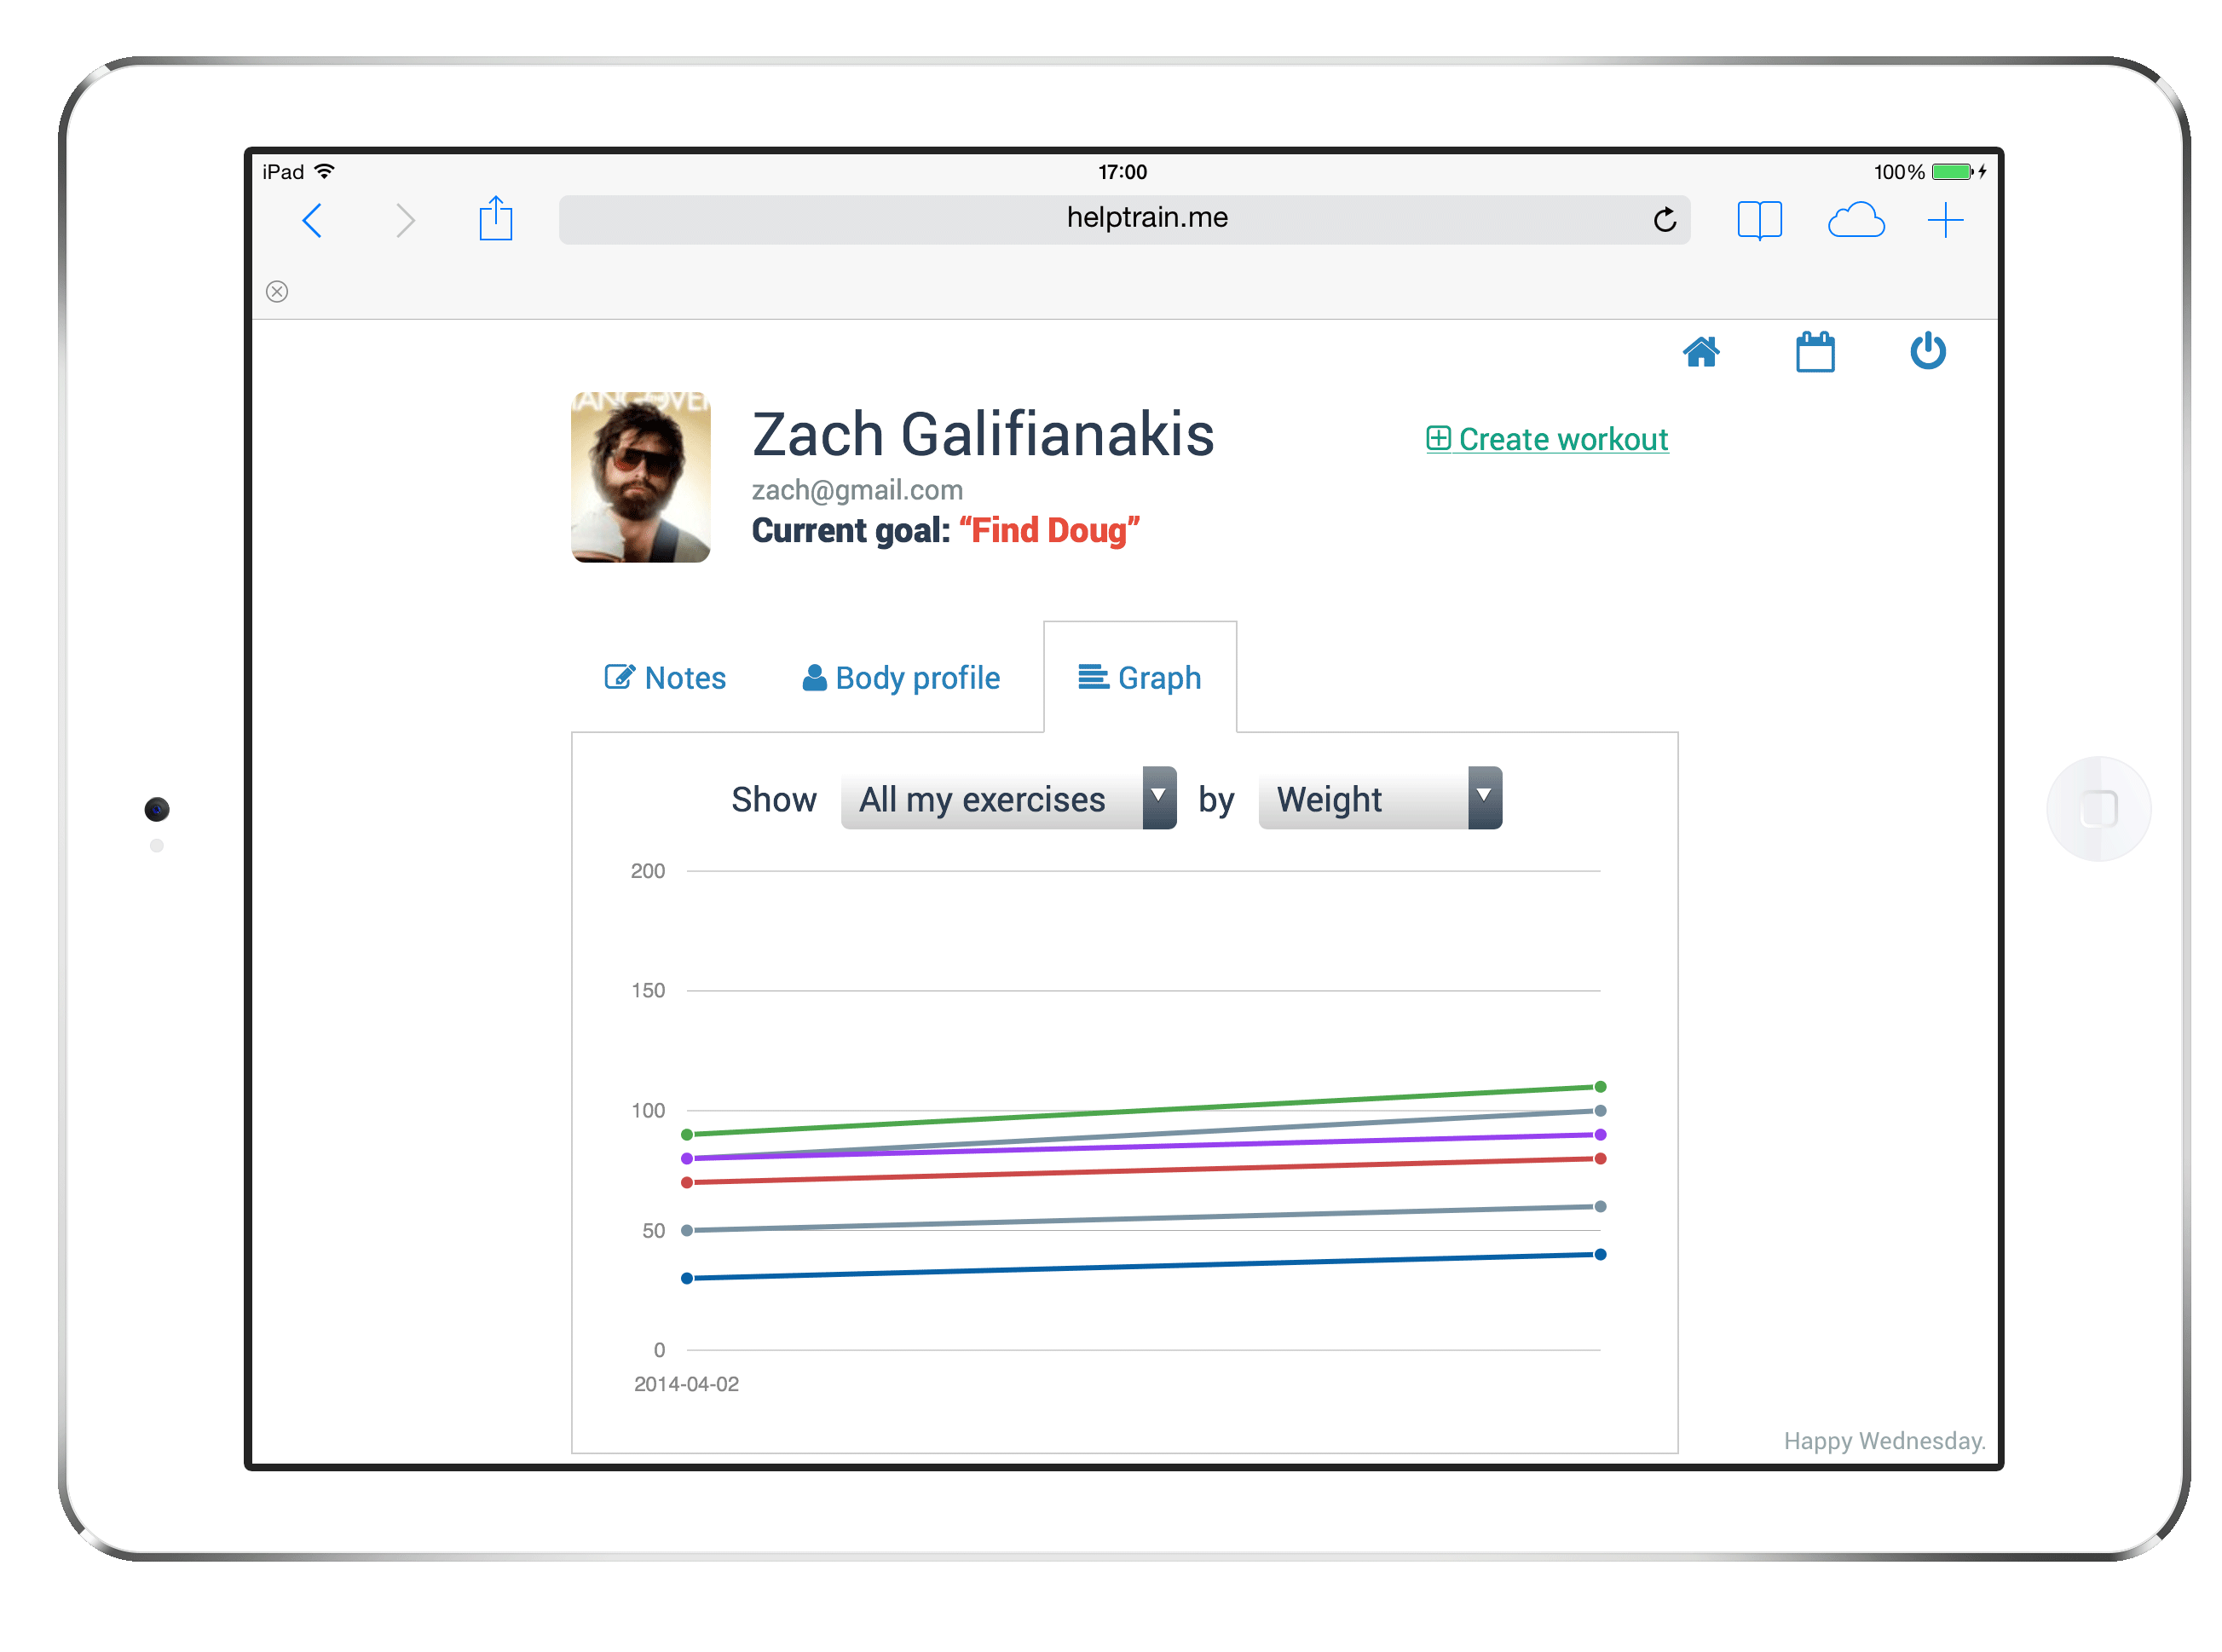 iPad 17:00 100%
helptrain.me
Zach Galifianakis
Create workout
zach@gmail.com
Current goal: “Find Doug”
Notes Body profile Graph
Show All my exercises by Weight
200
150
100
50
0
2014-04-02
Happy Wednesday.